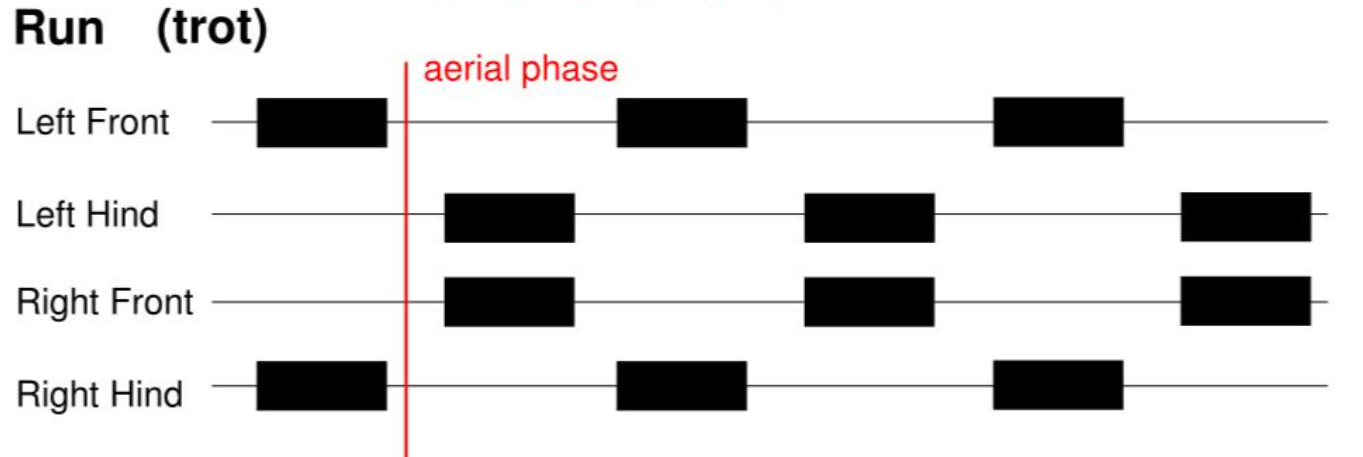 Run (trot)
aerial phase
Left Front
Left Hind
Right Front
Right Hind